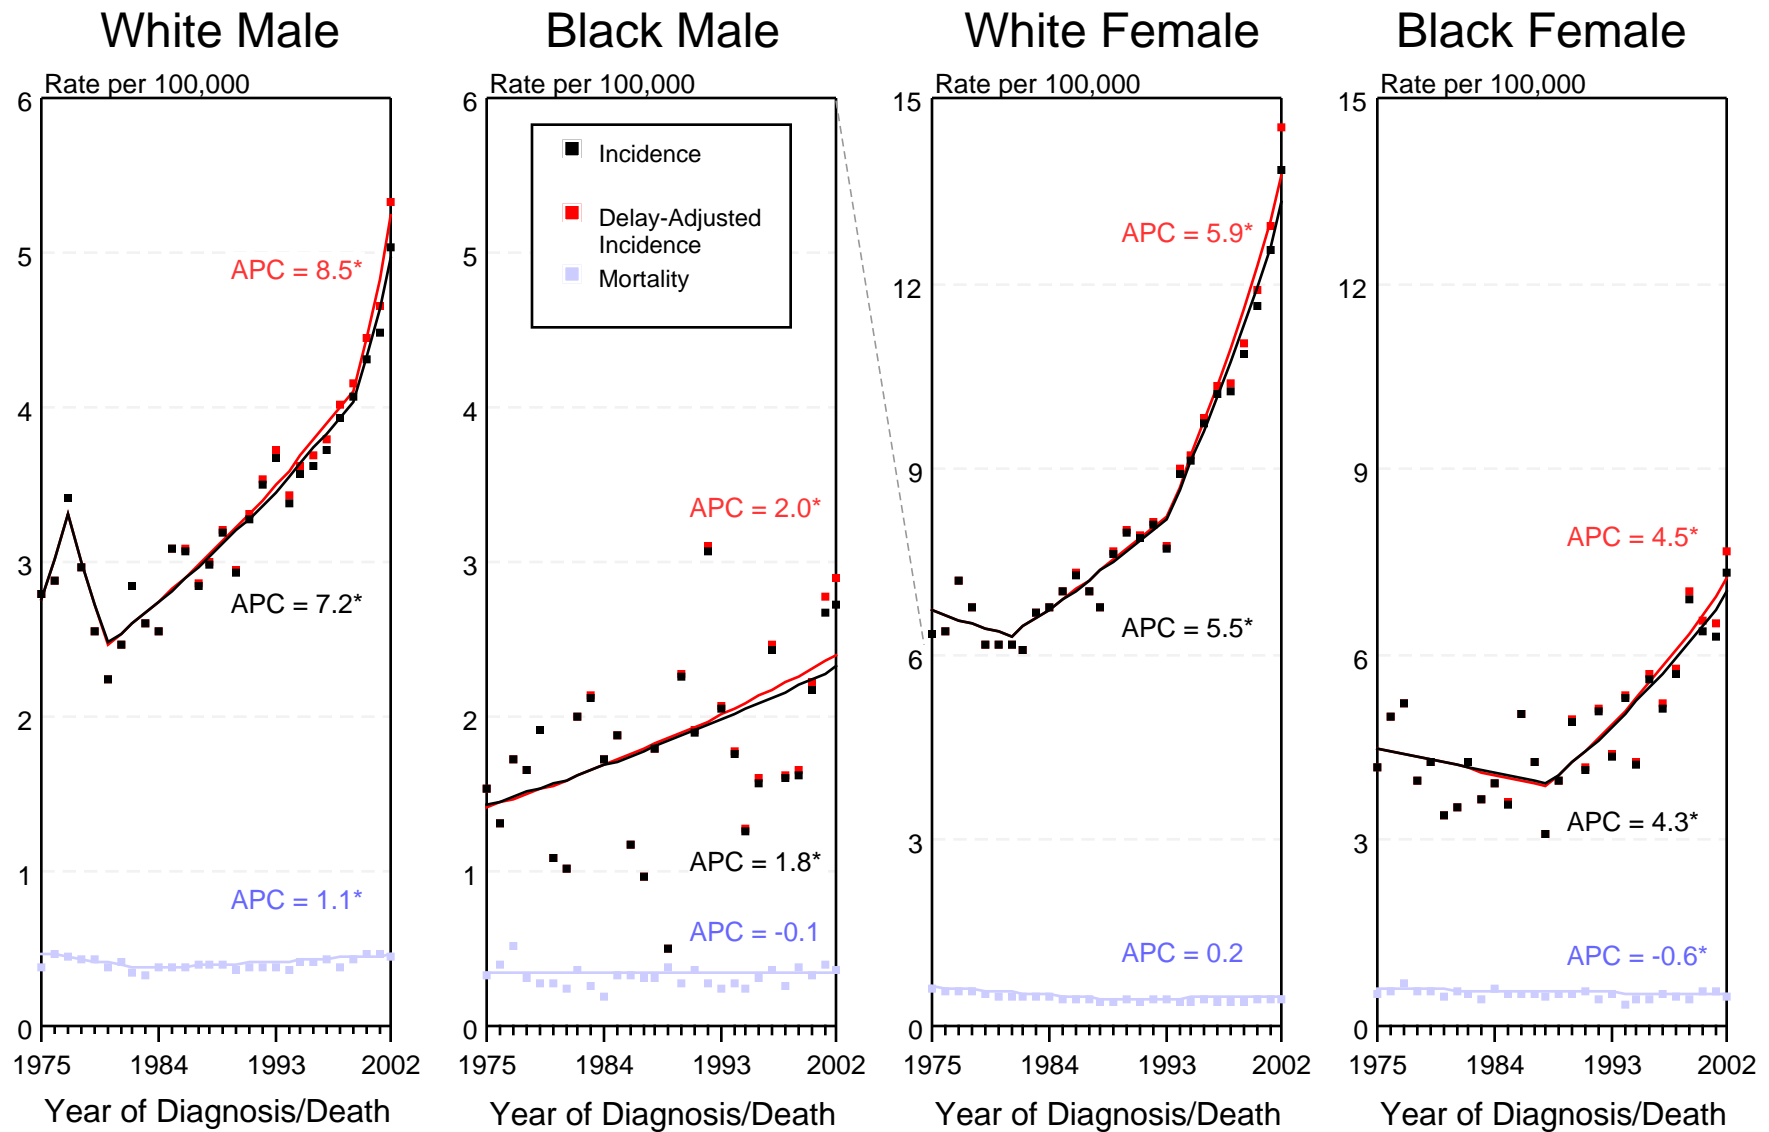 White Male
Black Male
White Female
Black Female
Rate per 100,000
Rate per 100,000
Rate per 100,000
Rate per 100,000
6
5
4
3
2
1
0
APC = 8.5*
APC = 7.2*
APC = 1.1*
1975
1984
1993
2002
Year of Diagnosis/Death
6
5
4
3
2
1
0
Incidence
Delay-Adjusted
Incidence
Mortality
APC = 2.0*
APC = 1.8*
APC = -0.1
1975
1984
1993
2002
Year of Diagnosis/Death
15
12
9
6
3
0
APC = 5.9*
APC = 5.5*
APC = 0.2
1975
1984
1993
2002
Year of Diagnosis/Death
15
12
9
6
3
0
APC = 4.5*
APC = 4.3*
APC = -0.6*
1975
1984
1993
2002
Year of Diagnosis/Death